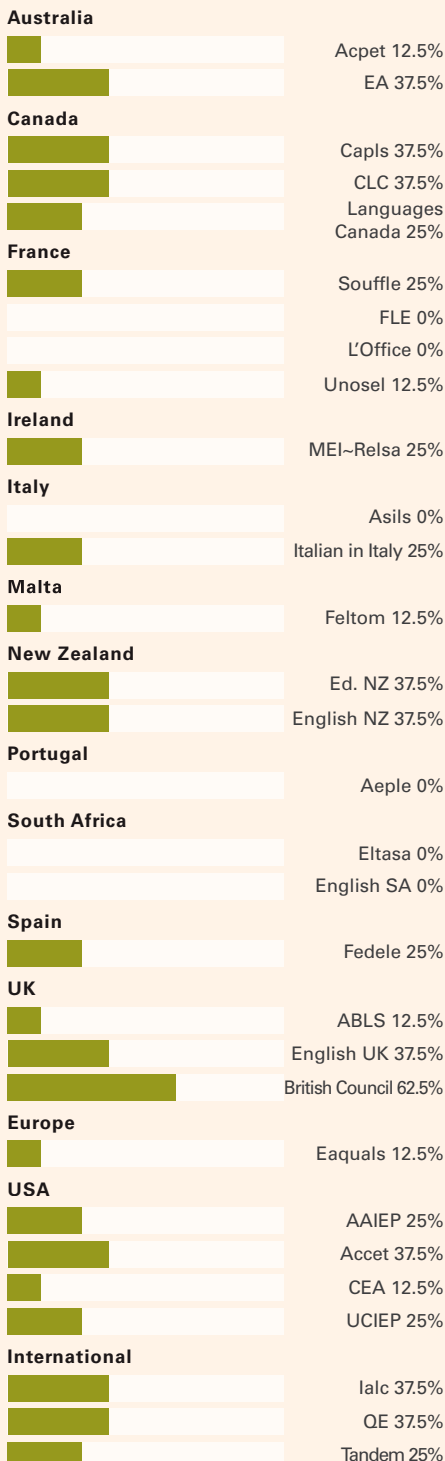 Australia
Acpet 12.5%
EA 37.5%
Canada
Capls 37.5%
CLC 37.5%
Languages
Canada 25%
France
Souffle 25%
FLE 0%
L’Office 0%
Unosel 12.5%
Ireland
MEI~Relsa 25%
Italy
Asils 0%
Italian in Italy 25%
Malta
Feltom 12.5%
New Zealand
Ed. NZ 37.5%
English NZ 37.5%
Portugal
Aeple 0%
South Africa
Eltasa 0%
English SA 0%
Spain
Fedele 25%
UK
ABLS 12.5%
English UK 37.5%
British Council 62.5%
Europe
Eaquals 12.5%
USA
AAIEP 25%
Accet 37.5%
CEA 12.5%
UCIEP 25%
International
Ialc 37.5%
QE 37.5%
Tandem 25%